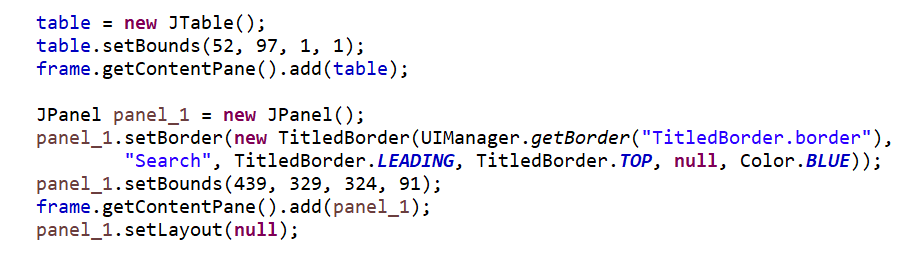 table = new JTable();
table.setBounds(52, 97, 1, 1);
frame.getContentPane().add(table);

JPanel panel_1 = new JPanel();
panel_1.setBorder(new TitledBorder(UIManager.getBorder("TitledBorder.border"),
        "Search", TitledBorder.LEADING, TitledBorder.TOP, null, Color.BLUE));
panel_1.setBounds(439, 329, 324, 91);
frame.getContentPane().add(panel_1);
panel_1.setLayout(null);